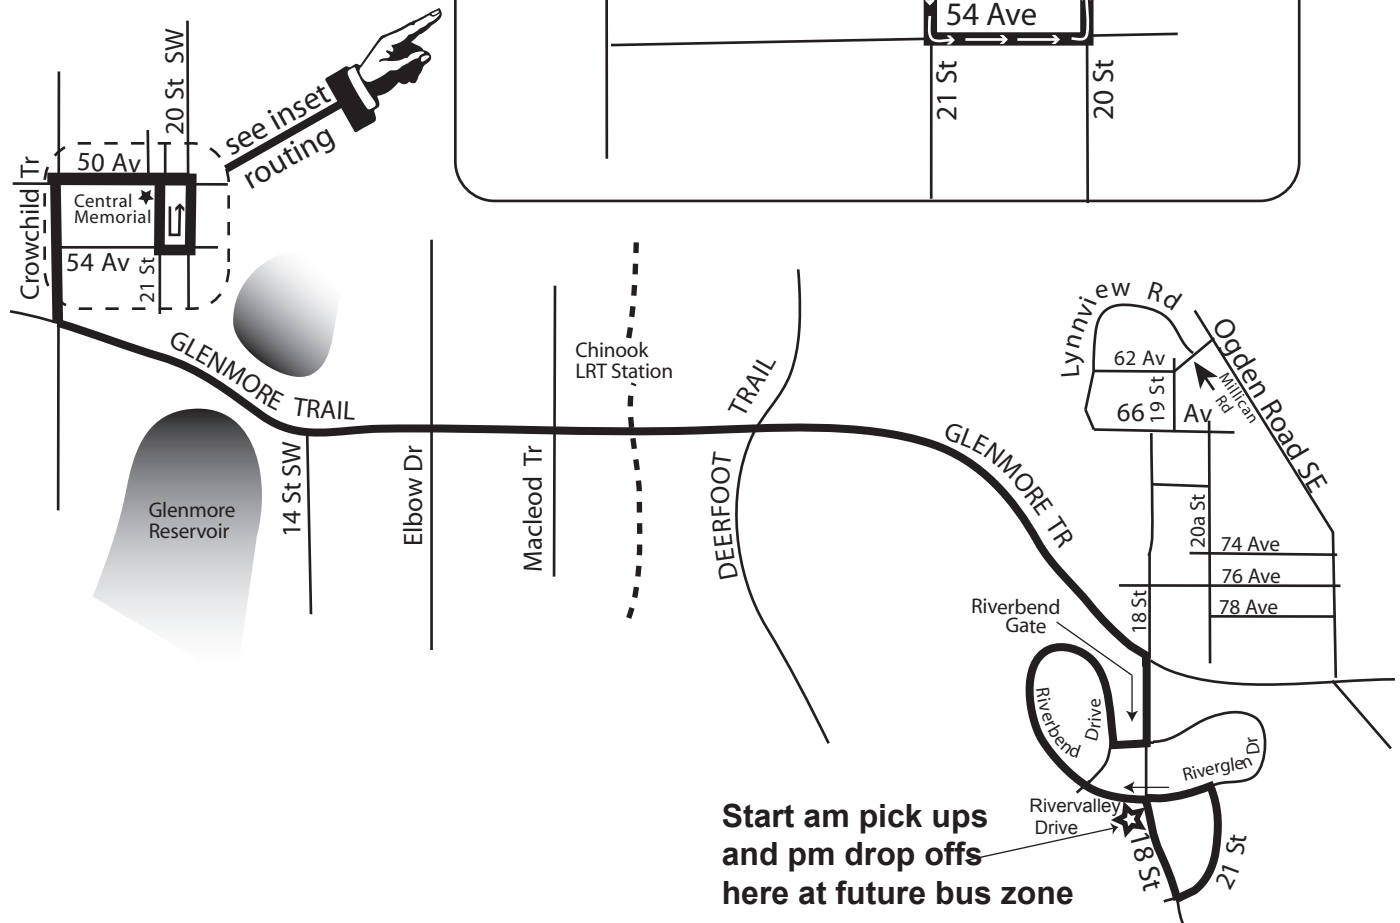 54 Ave
21 St
20 St
20 St SW
see inset
routing
50 Av
Crowchild Tr
Central
Memorial
54 Av
21 St
GLENMORE TRAIL
Chinook
LRT Station
DEERFOOT TRAIL
Glenmore
Reservoir
14 St SW
Elbow Dr
Macleod Tr
GLENMORE TR
Lynnview Rd
Ogden Road SE
62 Av
19 St
Millican
Rd
66 Av
20a St
74 Ave
76 Ave
78 Ave
18 St
Riverbend
Gate
Riverbend Drive
Riverglen Dr
Rivervalley
Drive
18 St
21 St
Start am pick ups
and pm drop offs
here at future bus zone